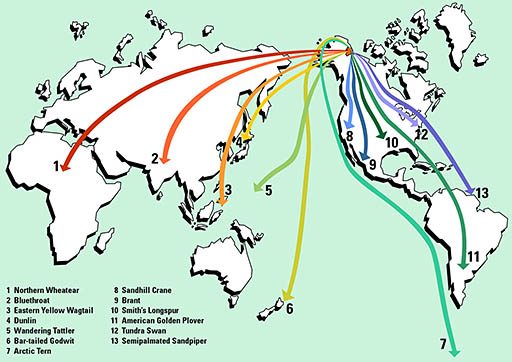 8
12
4
10
1
2
9
3
5
13
11
6
7
1 Northern Wheatear
2 Bluethroat
3 Eastern Yellow Wagtail
4 Dunlin
5 Wandering Tattler
6 Bar-tailed Godwit
7 Arctic Tern
8 Sandhill Crane
9 Brant
10 Smith's Longspur
11 American Golden Plover
12 Tundra Swan
13 Semipalmated Sandpiper